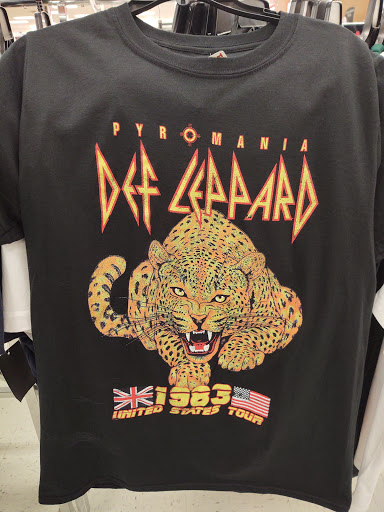 PYROMANIA
DEF LEPPARD
1983
UNITED STATES TOUR